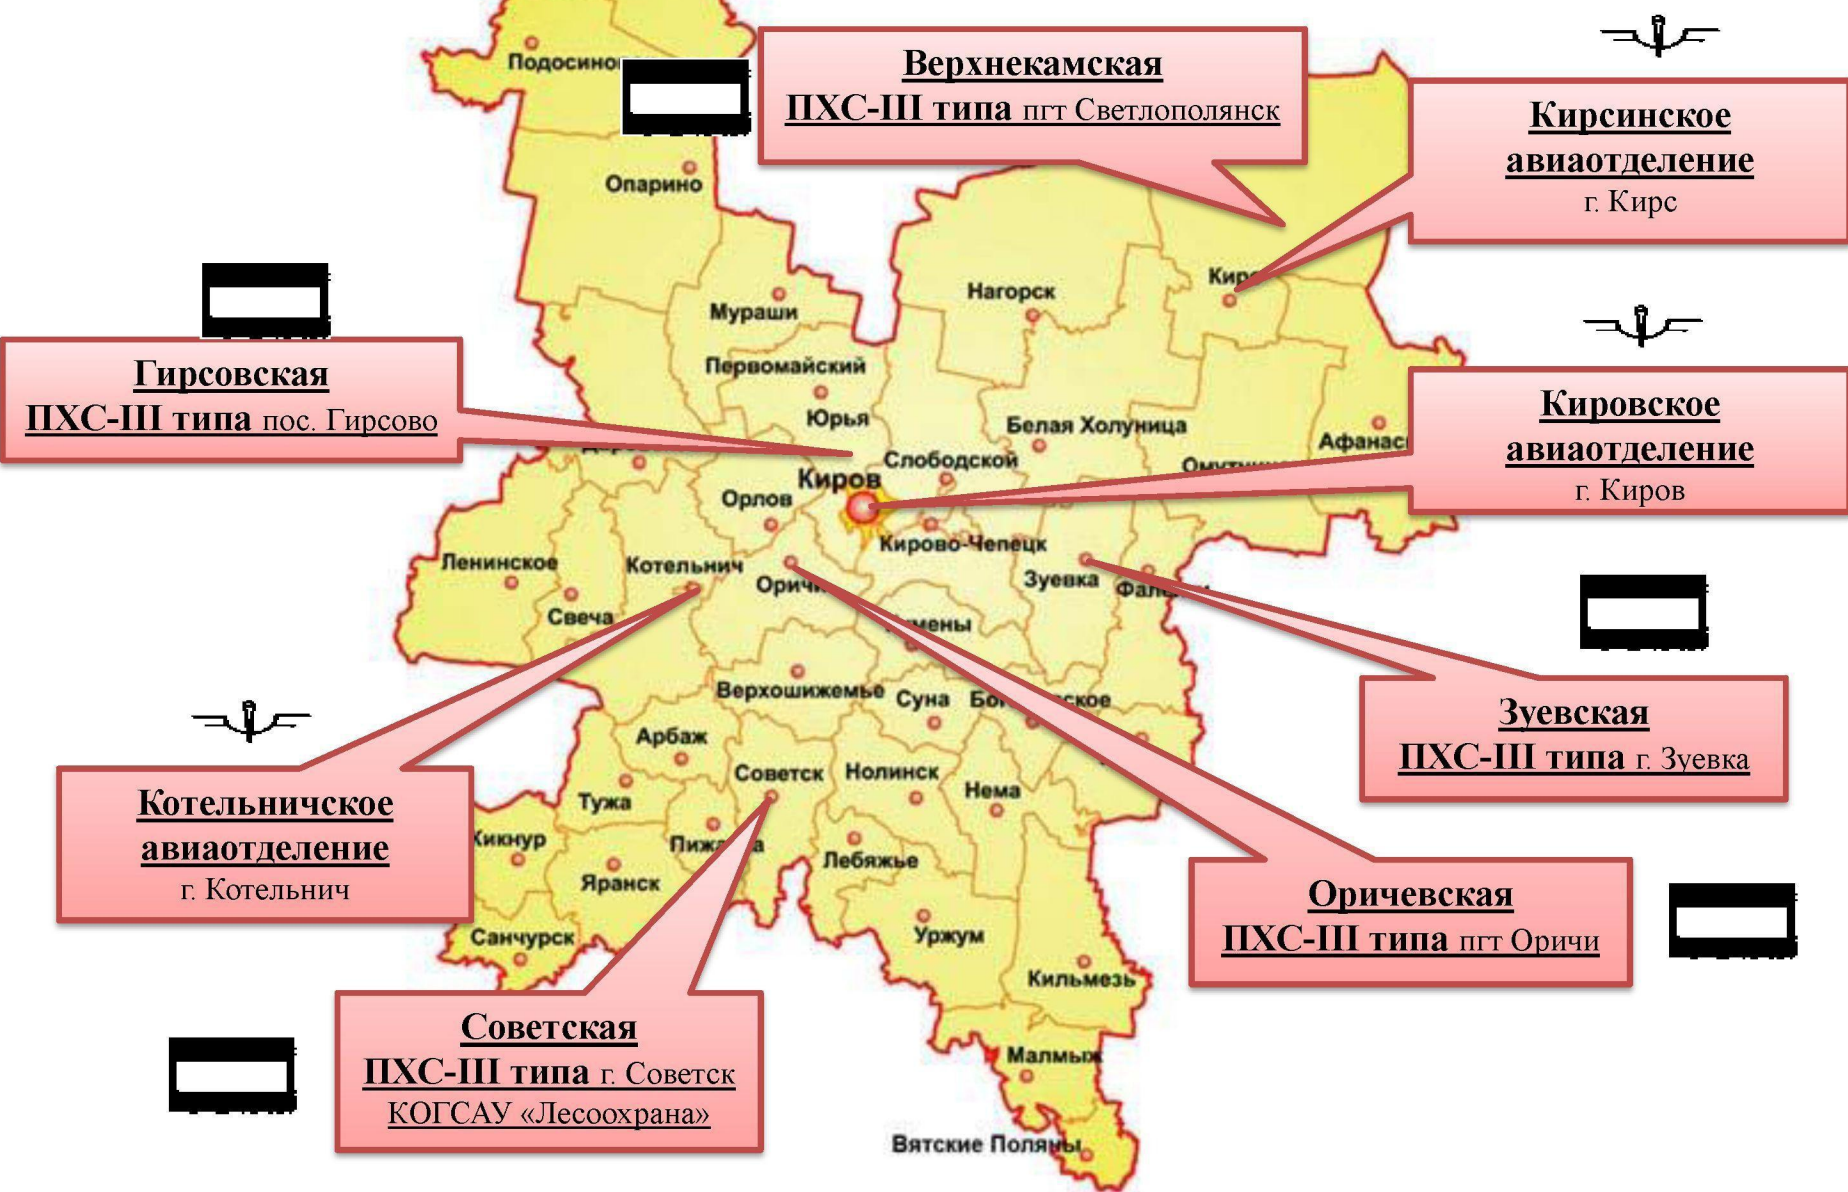 Верхнекамская
ПХС-III типа пгт Светлополянск
Кирсинское
авиаотделение
г. Кирс
Опарино
Нагорск
Мураши
Первомайский
Юрья
Гирсовская
ПХС-III типа пос. Гирсово
Белая Холуница
Слободской
Кировское
авиаотделение
г. Киров
Киров
Орлов
Кирово-Чепецк
Ленинское
Котельнич
Зуевка
Свеча
Верхошижемье
Суна
Арбаж
Советск
Нолинск
Нема
Тужа
Лебяжье
Яранск
Зуевская
ПХС-III типа г. Зуевка
Котельничское
авиаотделение
г. Котельнич
Оричевская
ПХС-III типа пгт Оричи
Санчурск
Уржум
Кильмезь
Советская
ПХС-III типа г. Советск
КОГСАУ «Лесоохрана»
Малмыж
Вятские Поляны